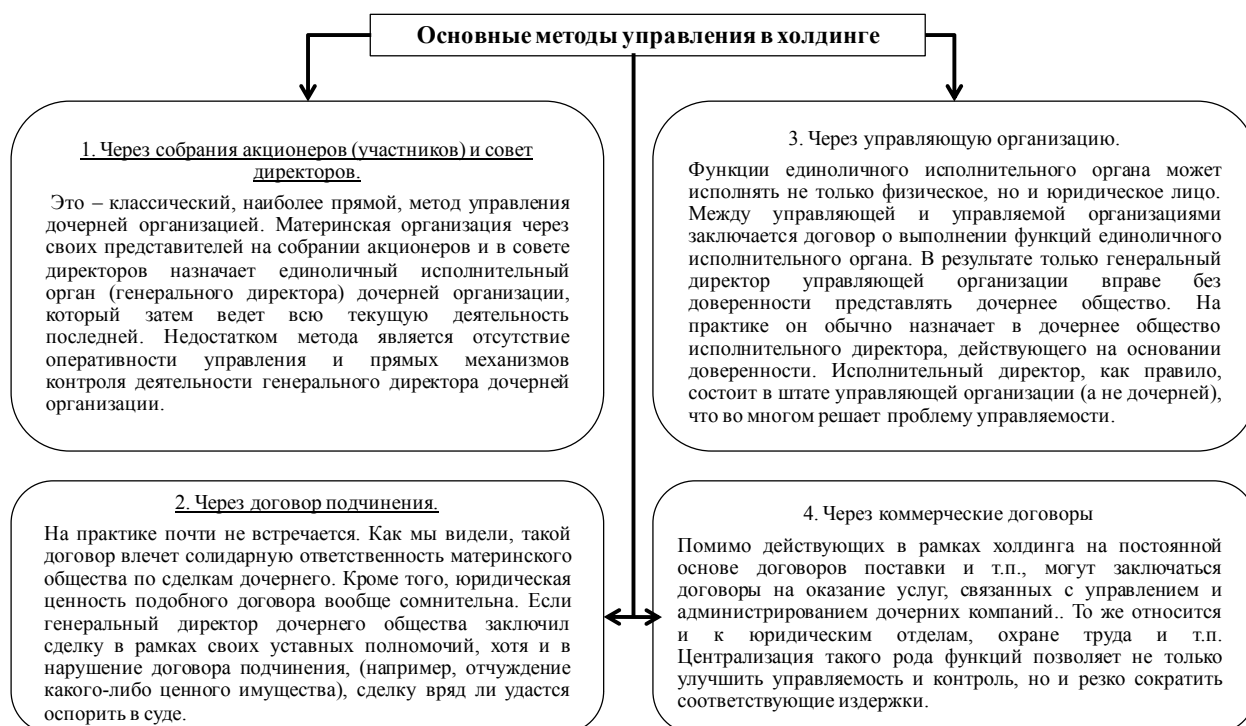 Основные методы управления в холдинге
1. Через собрания акционеров (участников) и совет
директоров.
Это – классический, наиболее прямой, метод управления
дочерней организацией. Материнская организация через
своих представителей на собрании акционеров и в совете
директоров назначает единоличный исполнительный
орган (генерального директора) дочерней организации,
который затем ведет всю текущую деятельность
последней. Недостатком метода является отсутствие
оперативности управления и прямых механизмов
контроля деятельности генерального директора дочерней
организации.
2. Через договор подчинения.
На практике почти не встречается. Как мы видели, такой
договор влечет солидарную ответственность материнского
общества по сделкам дочернего. Кроме того, юридическая
ценность подобного договора вообще сомнительна. Если
генеральный директор дочернего общества заключил
сделку в рамках своих уставных полномочий, хотя и в
нарушение договора подчинения, (например, отчуждение
какого-либо ценного имущества), сделку вряд ли удастся
оспорить в суде.
3. Через управляющую организацию.
Функции единоличного исполнительного органа может
исполнять не только физическое, но и юридическое лицо.
Между управляющей и управляемой организациями
заключается договор о выполнении функций единоличного
исполнительного органа. В результате только генеральный
директор управляющей организации вправе без
доверенности представлять дочернее общество. На
практике он обычно назначает в дочернее общество
исполнительного директора, действующего на основании
доверенности. Исполнительный директор, как правило,
состоит в штате управляющей организации (а не дочерней),
что во многом решает проблему управляемости.
4. Через коммерческие договоры
Помимо действующих в рамках холдинга на постоянной
основе договоров поставки и т.п., могут заключаться
договоры на оказание услуг, связанных с управлением и
администрированием дочерних компаний.. То же относится
и к юридическим отделам, охране труда и т.п.
Централизация такого рода функций позволяет не только
улучшить управляемость и контроль, но и резко сократить
соответствующие издержки.